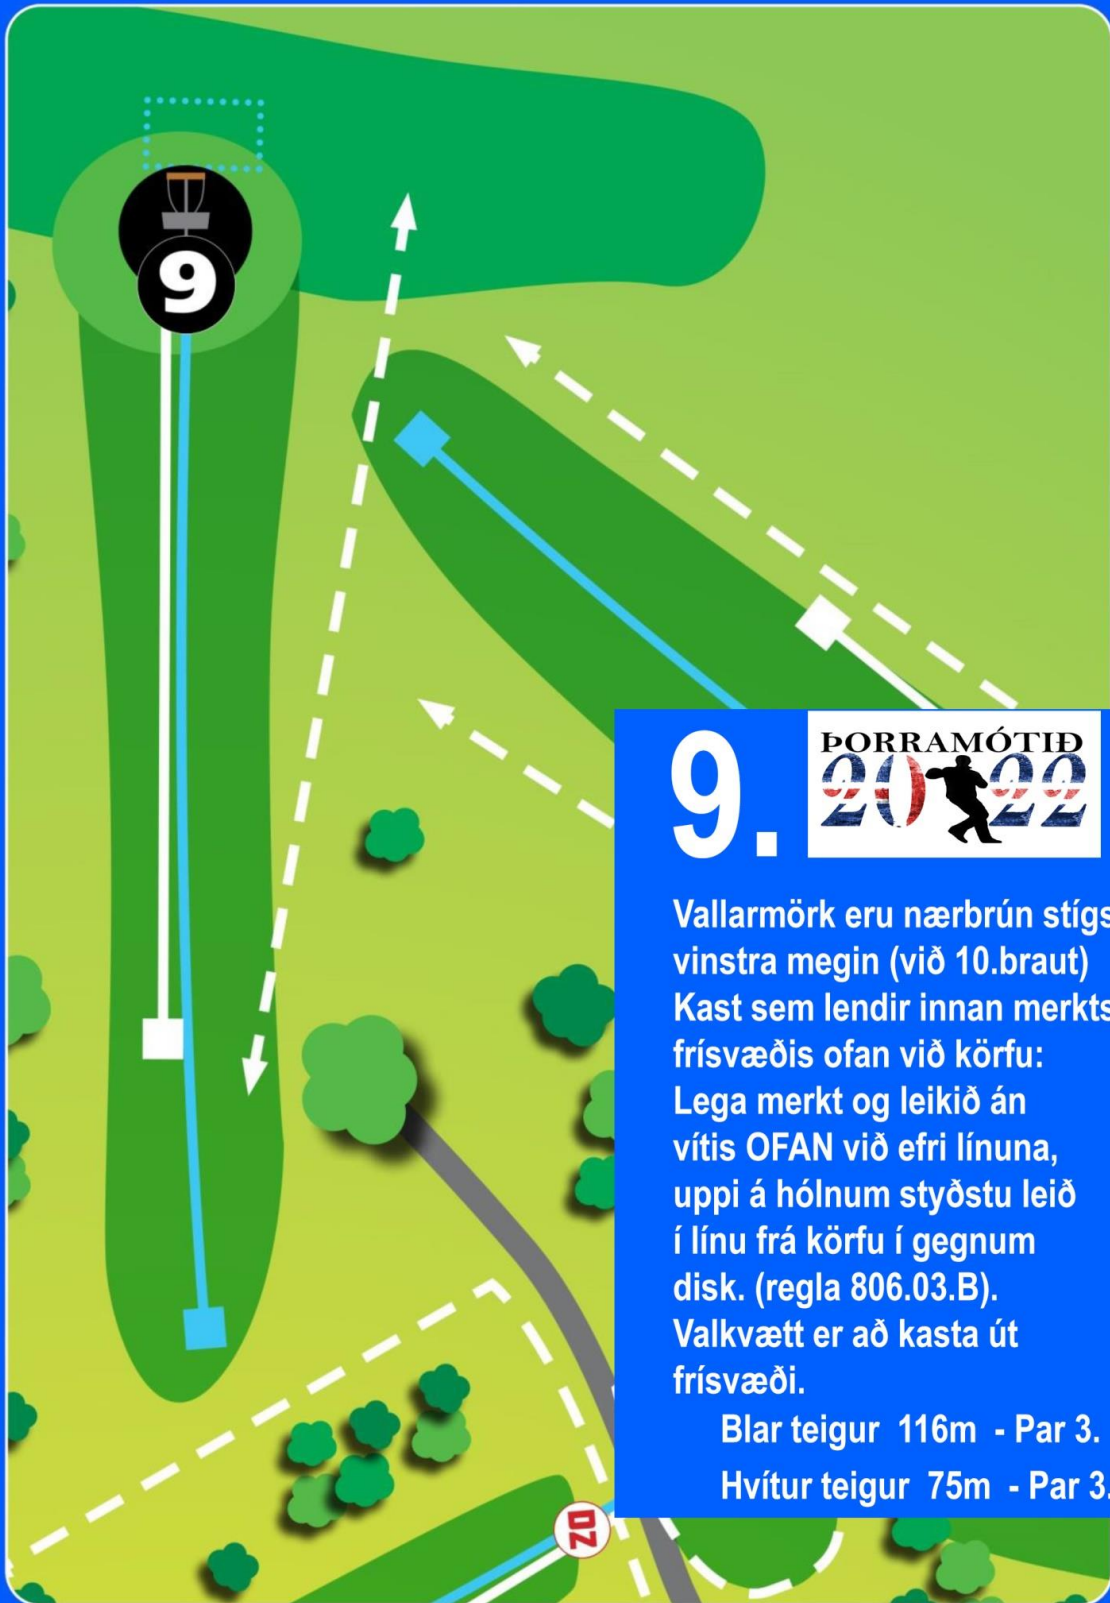 9
9.
ÞORRAMÓTIÐ
2022
Vallarmörk eru nærbrún stígs
vinstra megin (við 10.braut)
Kast sem lendir innan merkts
frísvæðis ofan við körfu:
Lega merkt og leikið án
vítis OFAN við efri línuna,
uppi á hólnum styðstu leið
í línu frá körfu í gegnum
disk. (regla 806.03.B).
Valkvætt er að kasta út
frísvæði.
Blar teigur 116m - Par 3.
Hvítur teigur 75m - Par 3.
DZ